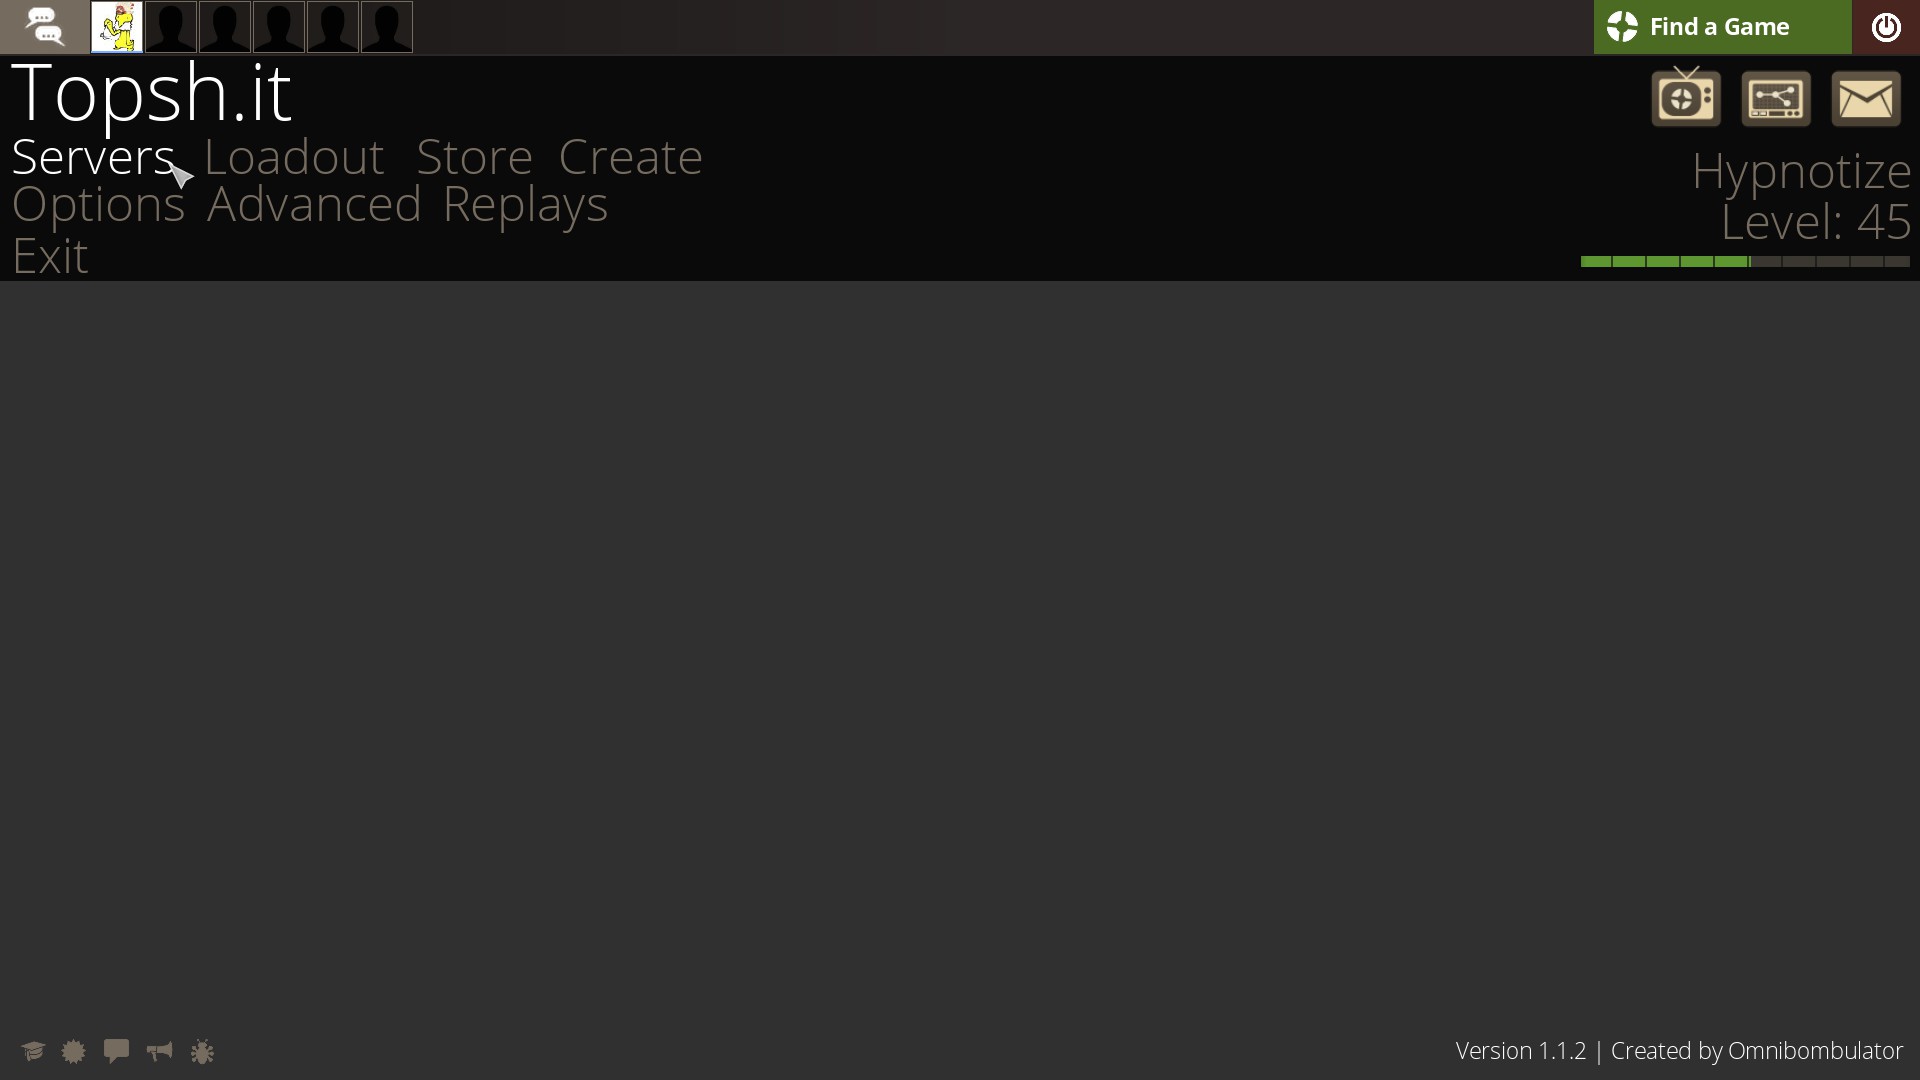 Find a Game
Topsh.it
Servers Loadout Store Create
Options Advanced Replays
Exit
Hypnotize
Level: 45
Version 1.1.2 | Created by Omnibombulator